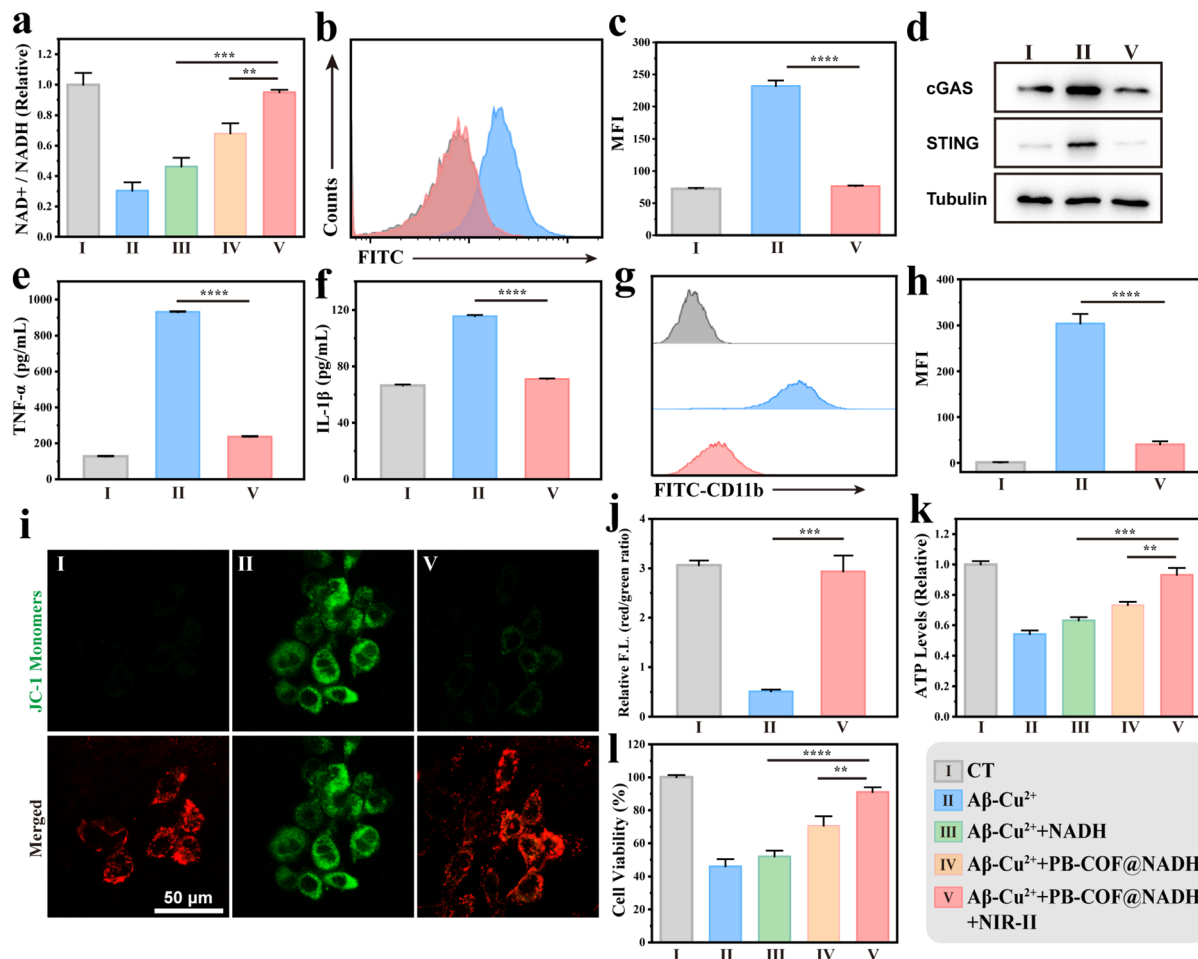 a
NAD+ / NADH (Relative)
1.2
1.0
0.8
0.6
0.4
0.2
0.0
***
**
I II III IV V
b
Counts
FITC
c
MFI
300
250
200
150
100
50
0
****
I II V
d
I II V
cGAS
STING
Tubulin
e
TNF-α (pg/mL)
1000
800
600
400
200
0
****
I II V
f
IL-1β (pg/mL)
120
80
40
0
****
I II V
g
FITC-CD11b
h
MFI
400
300
200
100
0
****
I II V
i
I II V
JC-1 Monomers
Merged
50 μm
j
Relative F.L. (red/green ratio)
4
3
2
1
0
***
I II V
k
ATP Levels (Relative)
1.2
1.0
0.8
0.6
0.4
0.2
0.0
***
**
I II III IV V
l
Cell Viability (%)
120
100
80
60
40
20
0
****
**
I II III IV V
I CT
II Aβ-Cu²⁺
III Aβ-Cu²⁺+NADH
IV Aβ-Cu²⁺+PB-COF@NADH
V Aβ-Cu²⁺+PB-COF@NADH
+NIR-II